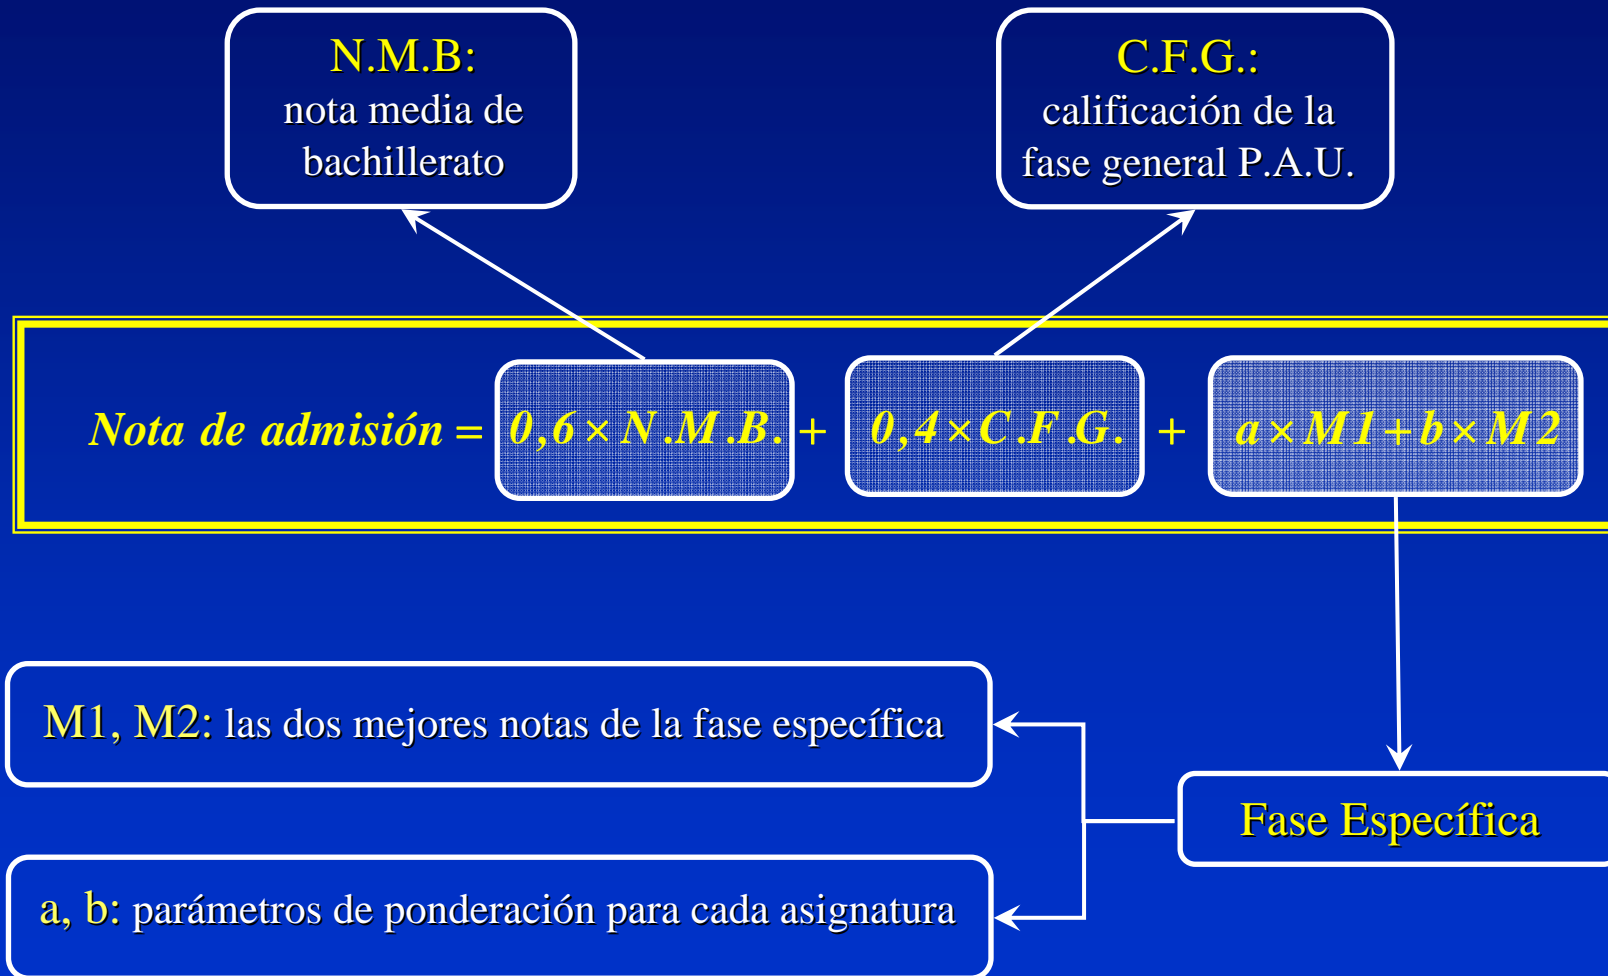 N.M.B:
nota media de
bachillerato
C.F.G.:
calificación de la
fase general P.A.U.
Nota de admisión = 0,6 × N.M.B. + 0,4 × C.F.G. + a × M1 + b × M2
M1, M2: las dos mejores notas de la fase específica
Fase Específica
a, b: parámetros de ponderación para cada asignatura